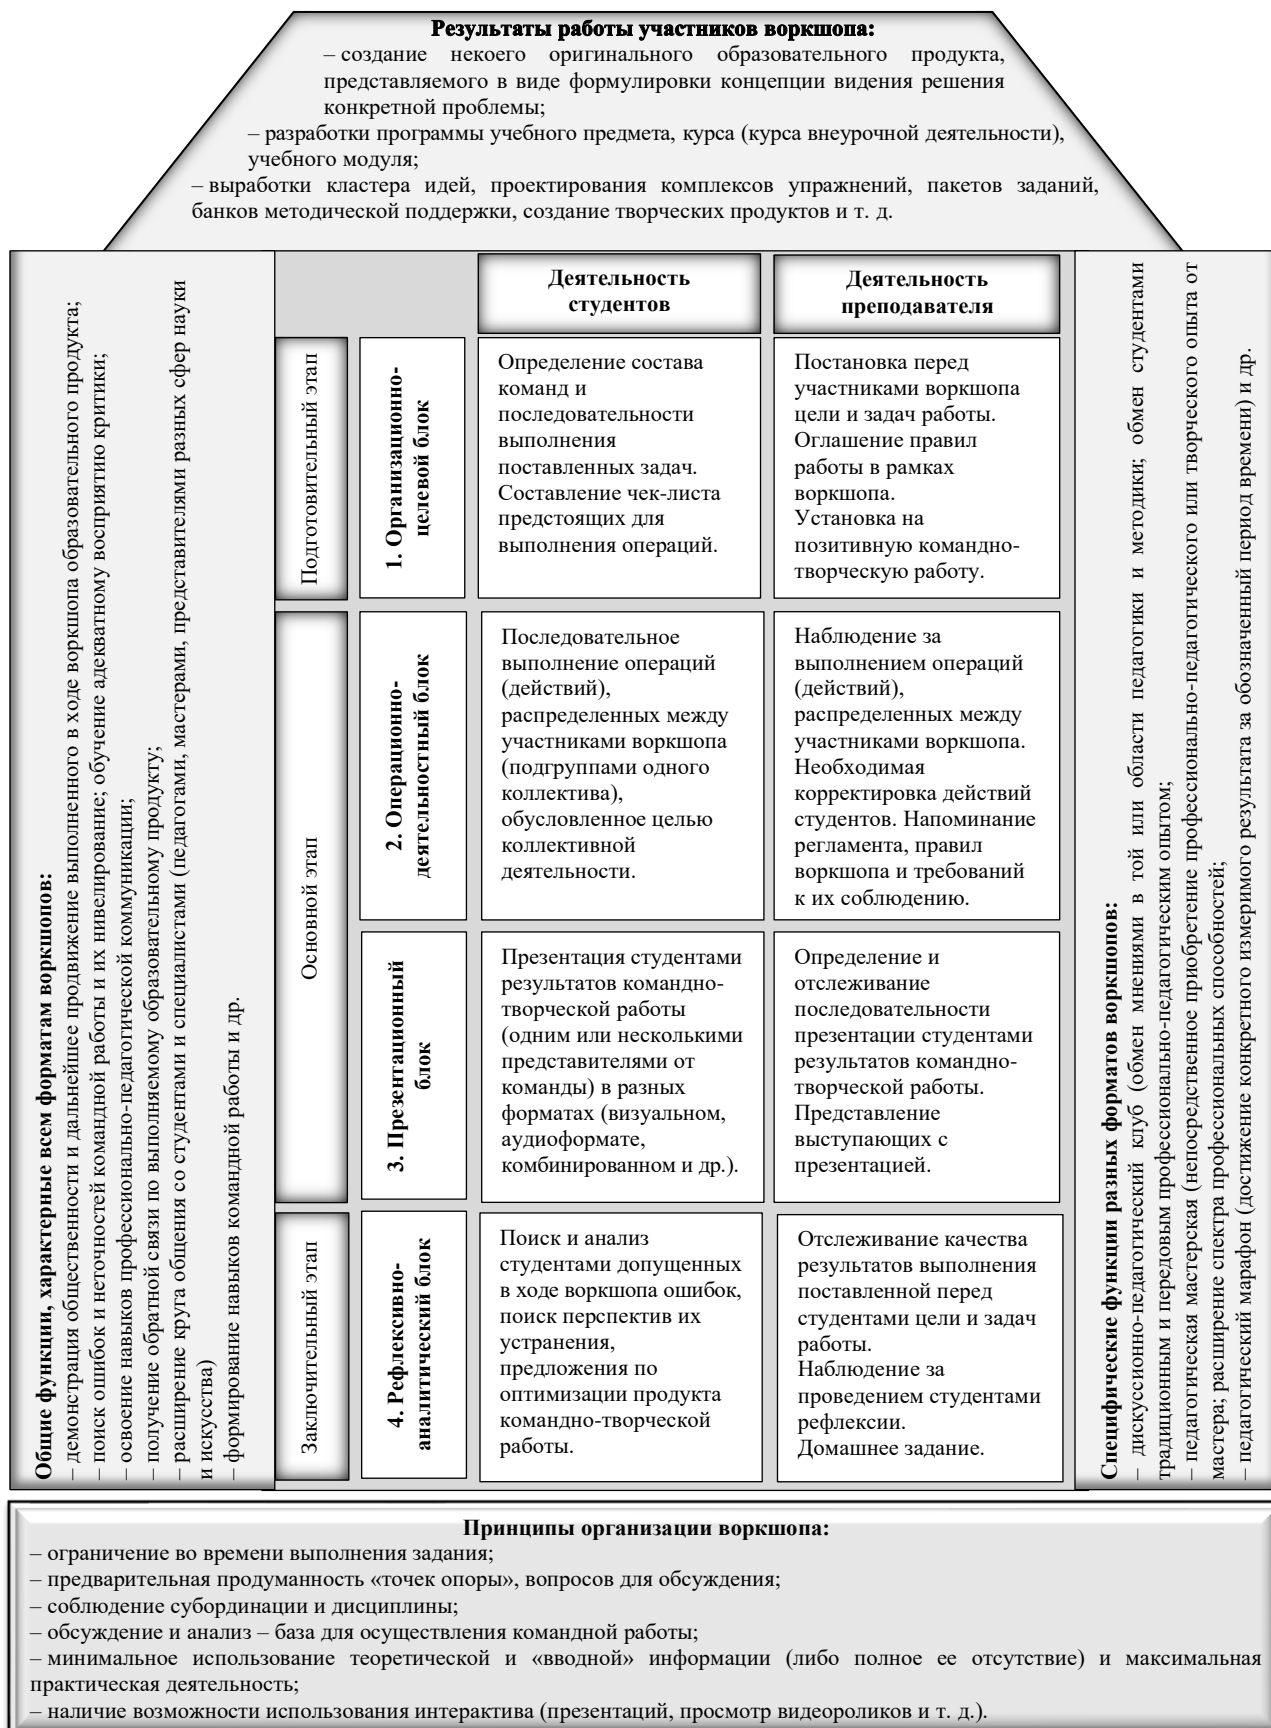 Результаты работы участников воркшопа:
– создание некоего оригинального образовательного продукта,
представляемого в виде формулировки концепции видения решения
конкретной проблемы;
– разработки программы учебного предмета, курса (курса внеурочной деятельности),
учебного модуля;
– выработки кластера идей, проектирования комплексов упражнений, пакетов заданий,
банков методической поддержки, создание творческих продуктов и т. д.
Общие функции, характерные всем форматам воркшопов:
– демонстрация общественности и дальнейшее продвижение выполненного в ходе воркшопа образовательного продукта;
– поиск ошибок и неточностей командной работы и их нивелирование; обучение адекватному восприятию критики;
– освоение навыков профессионально-педагогической коммуникации;
– получение обратной связи по выполняемому образовательному продукту;
– расширение круга общения со студентами и специалистами (педагогами, мастерами, представителями разных сфер науки
и искусства)
– формирование навыков командной работы и др.
Деятельность
студентов
Деятельность
преподавателя
Подготовительный этап
1. Организационно-
целевой блок
Определение состава
команд и
последовательности
выполнения
поставленных задач.
Составление чек-листа
предстоящих для
выполнения операций.
Постановка перед
участниками воркшопа
цели и задач работы.
Оглашение правил
работы в рамках
воркшопа.
Установка на
позитивную командно-
творческую работу.
Основной этап
2. Операционно-
деятельностный блок
Последовательное
выполнение операций
(действий),
распределенных между
участниками воркшопа
(подгруппами одного
коллектива),
обусловленное целью
коллективной
деятельности.
Наблюдение за
выполнением операций
(действий),
распределенных между
участниками воркшопа.
Необходимая
корректировка действий
студентов. Напоминание
регламента, правил
воркшопа и требований
к их соблюдению.
3. Презентационный
блок
Презентация студентами
результатов командно-
творческой работы
(одним или несколькими
представителями от
команды) в разных
форматах (визуальном,
аудиоформате,
комбинированном и др.).
Определение и
отслеживание
последовательности
презентации студентами
результатов командно-
творческой работы.
Представление
выступающих с
презентацией.
Заключительный этап
4. Рефлексивно-
аналитический блок
Поиск и анализ
студентами допущенных
в ходе воркшопа ошибок,
поиск перспектив их
устранения,
предложения по
оптимизации продукта
командно-творческой
работы.
Отслеживание качества
результатов выполнения
поставленной перед
студентами цели и задач
работы.
Наблюдение за
проведением студентами
рефлексии.
Домашнее задание.
Специфические функции разных форматов воркшопов:
– дискуссионно-педагогический клуб (обмен мнениями в той или области педагогики и методики; обмен студентами
традиционным и передовым профессионально-педагогическим опытом;
– педагогическая мастерская (непосредственное приобретение профессионально-педагогического или творческого опыта от
мастера; расширение спектра профессиональных способностей;
– педагогический марафон (достижение конкретного измеримого результата за обозначенный период времени) и др.
Принципы организации воркшопа:
– ограничение во времени выполнения задания;
– предварительная продуманность «точек опоры», вопросов для обсуждения;
– соблюдение субординации и дисциплины;
– обсуждение и анализ – база для осуществления командной работы;
– минимальное использование теоретической и «вводной» информации (либо полное ее отсутствие) и максимальная
практическая деятельность;
– наличие возможности использования интерактива (презентаций, просмотр видеороликов и т. д.).